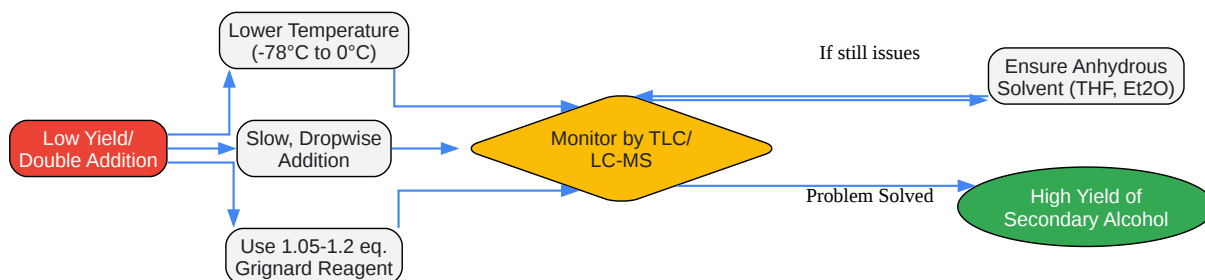 Low Yield/
Double Addition
Lower Temperature
(-78°C to 0°C)
Slow, Dropwise
Addition
Use 1.05-1.2 eq.
Grignard Reagent
Monitor by TLC/
LC-MS
If still issues
Ensure Anhydrous
Solvent (THF, Et2O)
Problem Solved
High Yield of
Secondary Alcohol